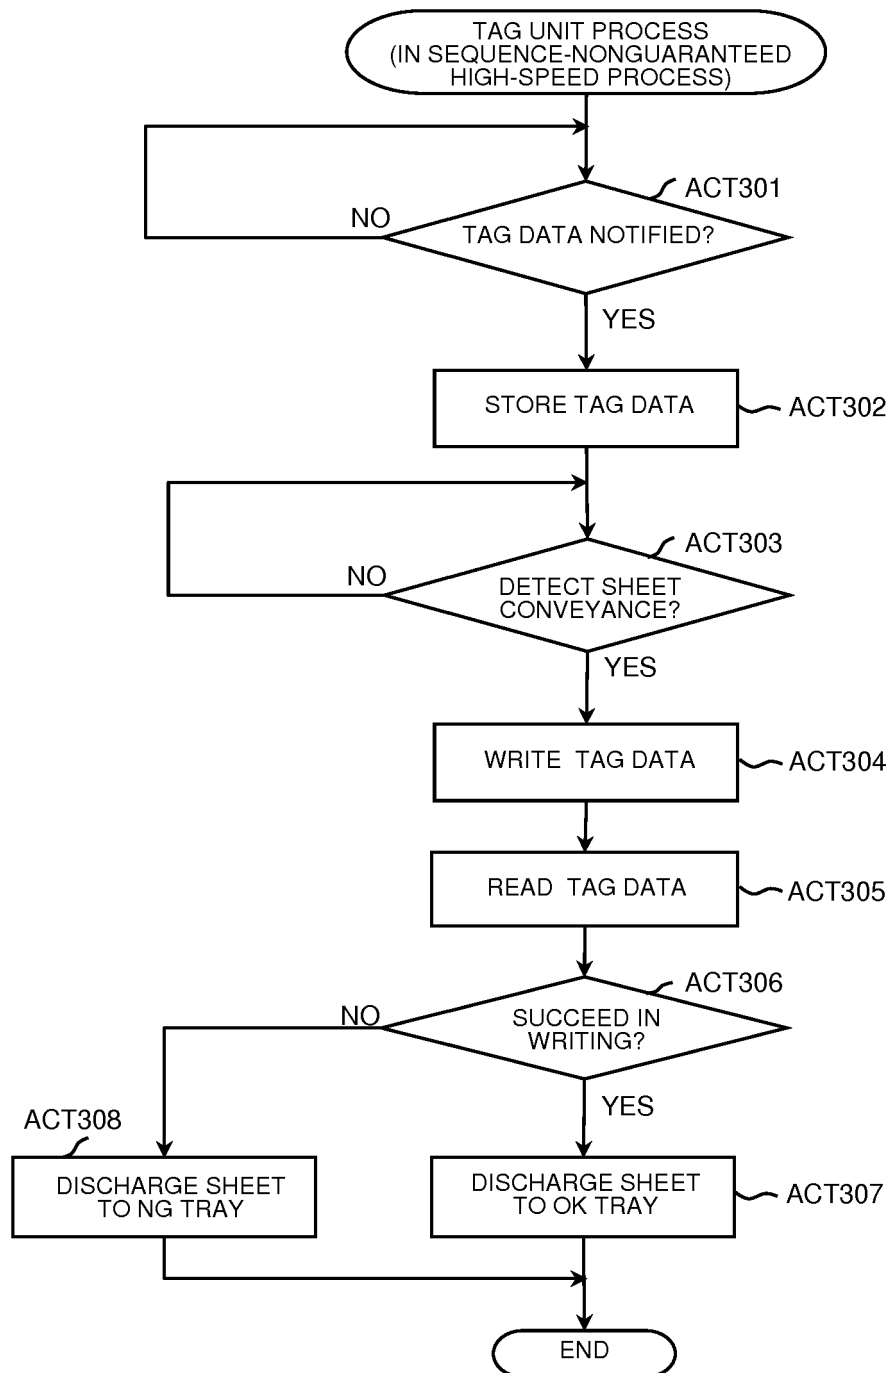 TAG UNIT PROCESS
(IN SEQUENCE-NONGUARANTEED
HIGH-SPEED PROCESS)
ACT301
NO
TAG DATA NOTIFIED?
YES
STORE TAG DATA
ACT302
ACT303
NO
DETECT SHEET
CONVEYANCE?
YES
WRITE TAG DATA
ACT304
READ TAG DATA
ACT305
ACT306
NO
SUCCEED IN
WRITING?
YES
ACT308
DISCHARGE SHEET
TO NG TRAY
DISCHARGE SHEET
TO OK TRAY
ACT307
END